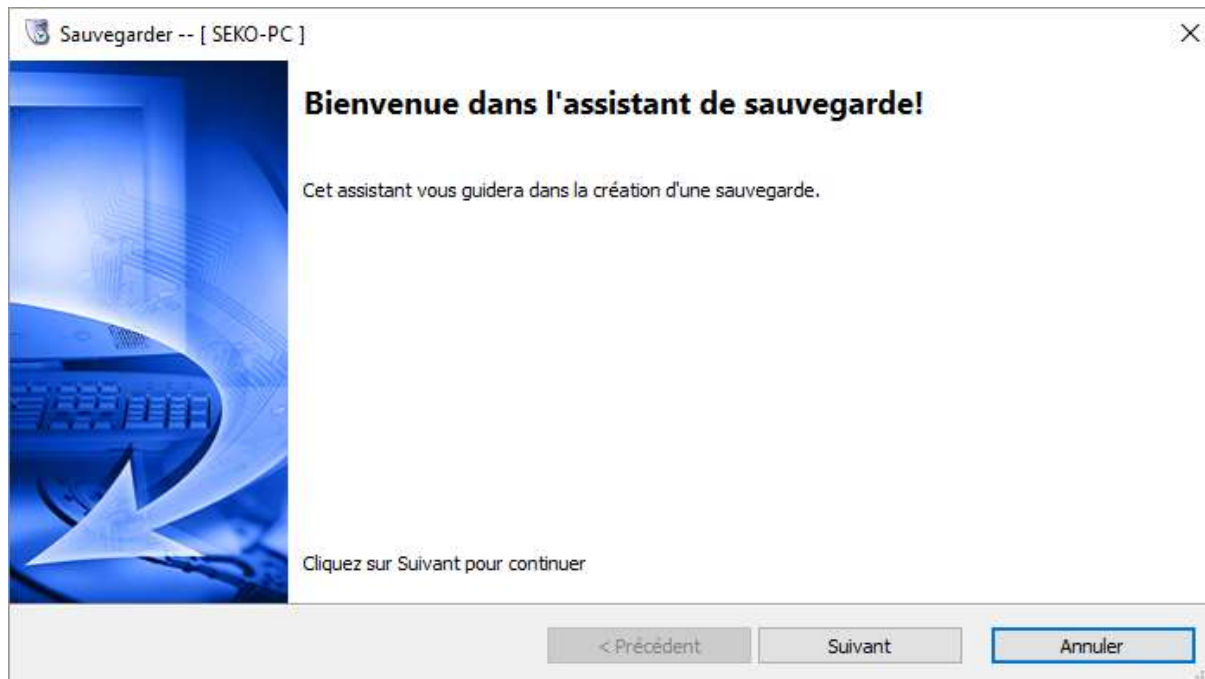 Sauvegarder -- [ SEKO-PC ]
Bienvenue dans l'assistant de sauvegarde!
Cet assistant vous guidera dans la création d'une sauvegarde.
Cliquez sur Suivant pour continuer
< Précédent
Suivant
Annuler